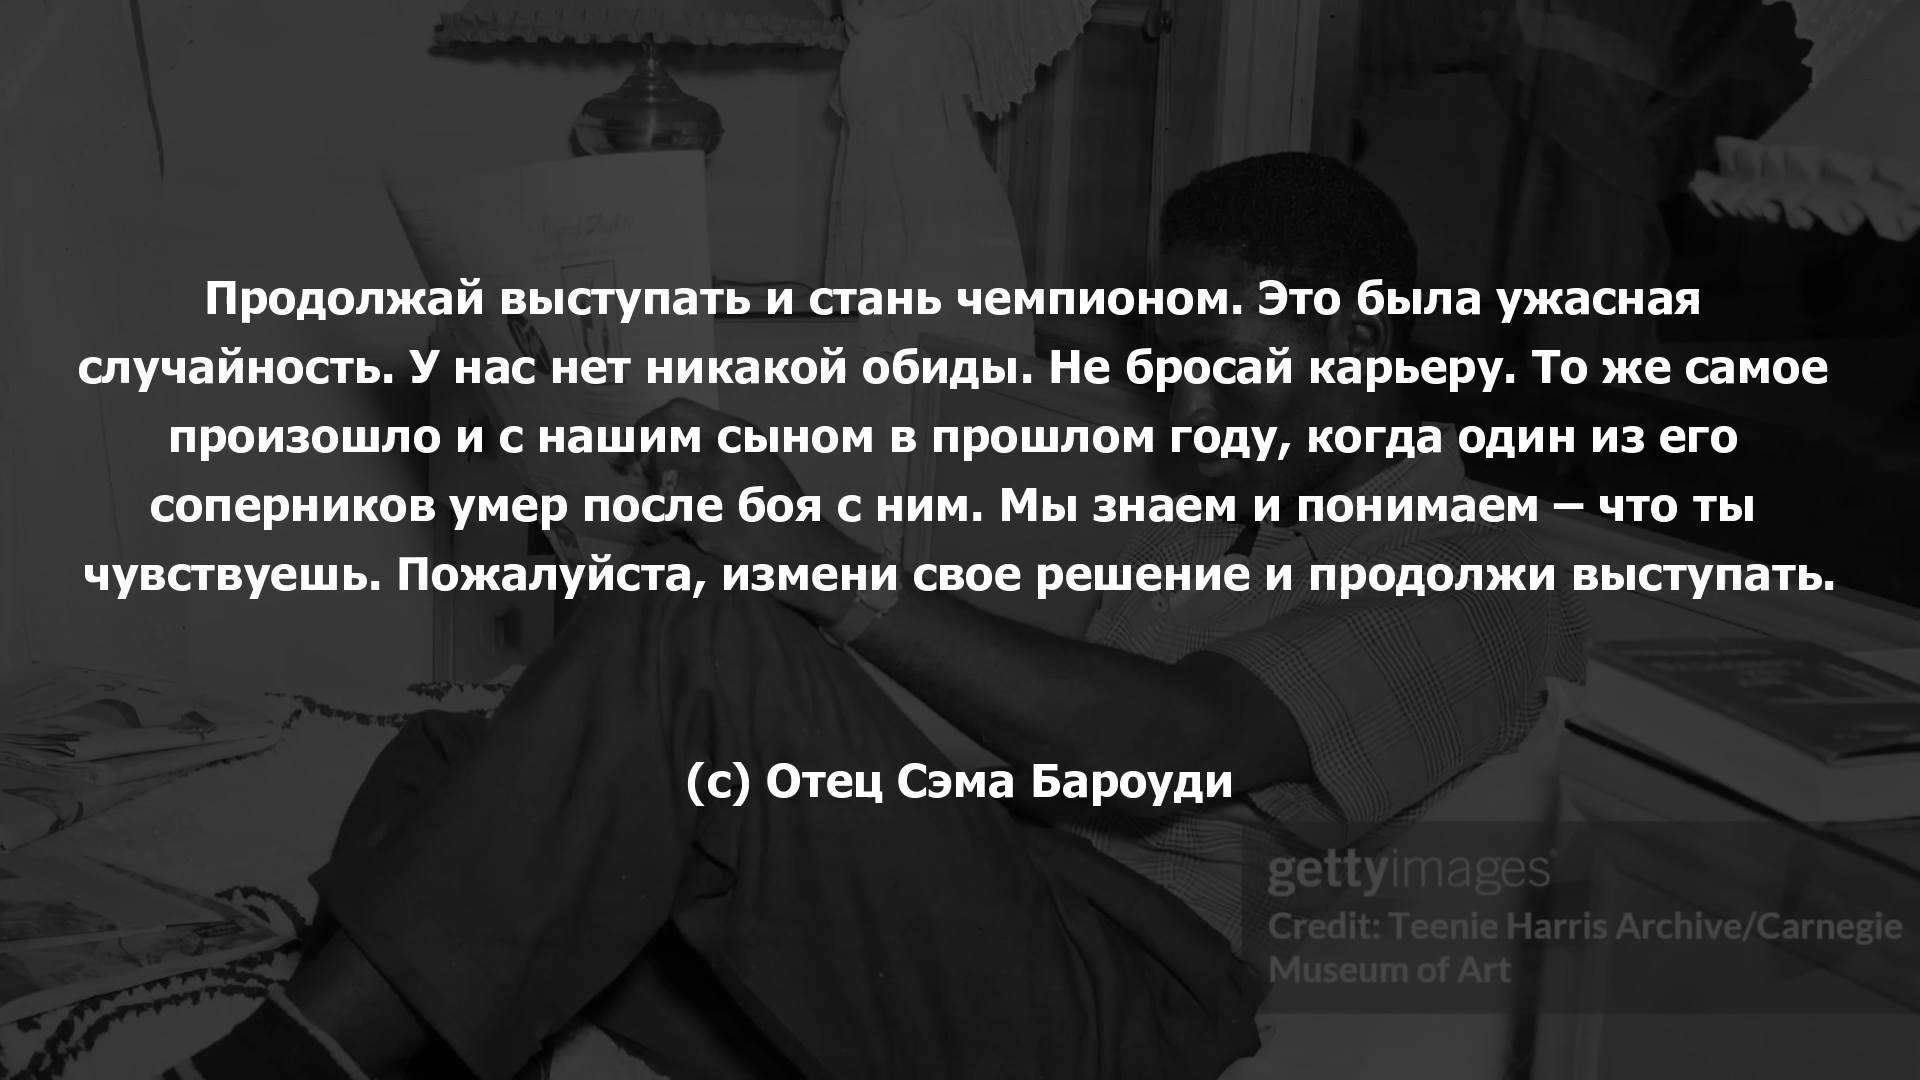 Продолжай выступать и стань чемпионом. Это была ужасная
случайность. У нас нет никакой обиды. Не бросай карьеру. То же самое
произошло и с нашим сыном в прошлом году, когда один из его
соперников умер после боя с ним. Мы знаем и понимаем – что ты
чувствуешь. Пожалуйста, измени свое решение и продолжи выступать.
(с) Отец Сэма Бароуди
gettyimages
Credit: Teenie Harris Archive/Carnegie
Museum of Art